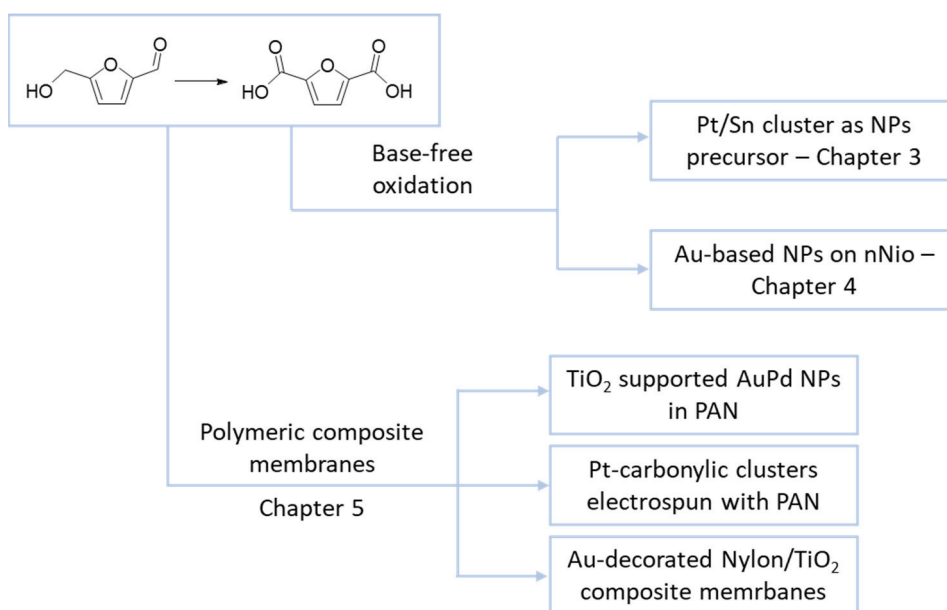 O
O
HO
O
O
O
HO
OH
Base-free
oxidation
Pt/Sn cluster as NPs
precursor – Chapter 3
Au-based NPs on nNio –
Chapter 4
Polymeric composite
membranes
Chapter 5
TiO₂ supported AuPd NPs
in PAN
Pt-carbonylic clusters
electrospun with PAN
Au-decorated Nylon/TiO₂
composite memrbanes